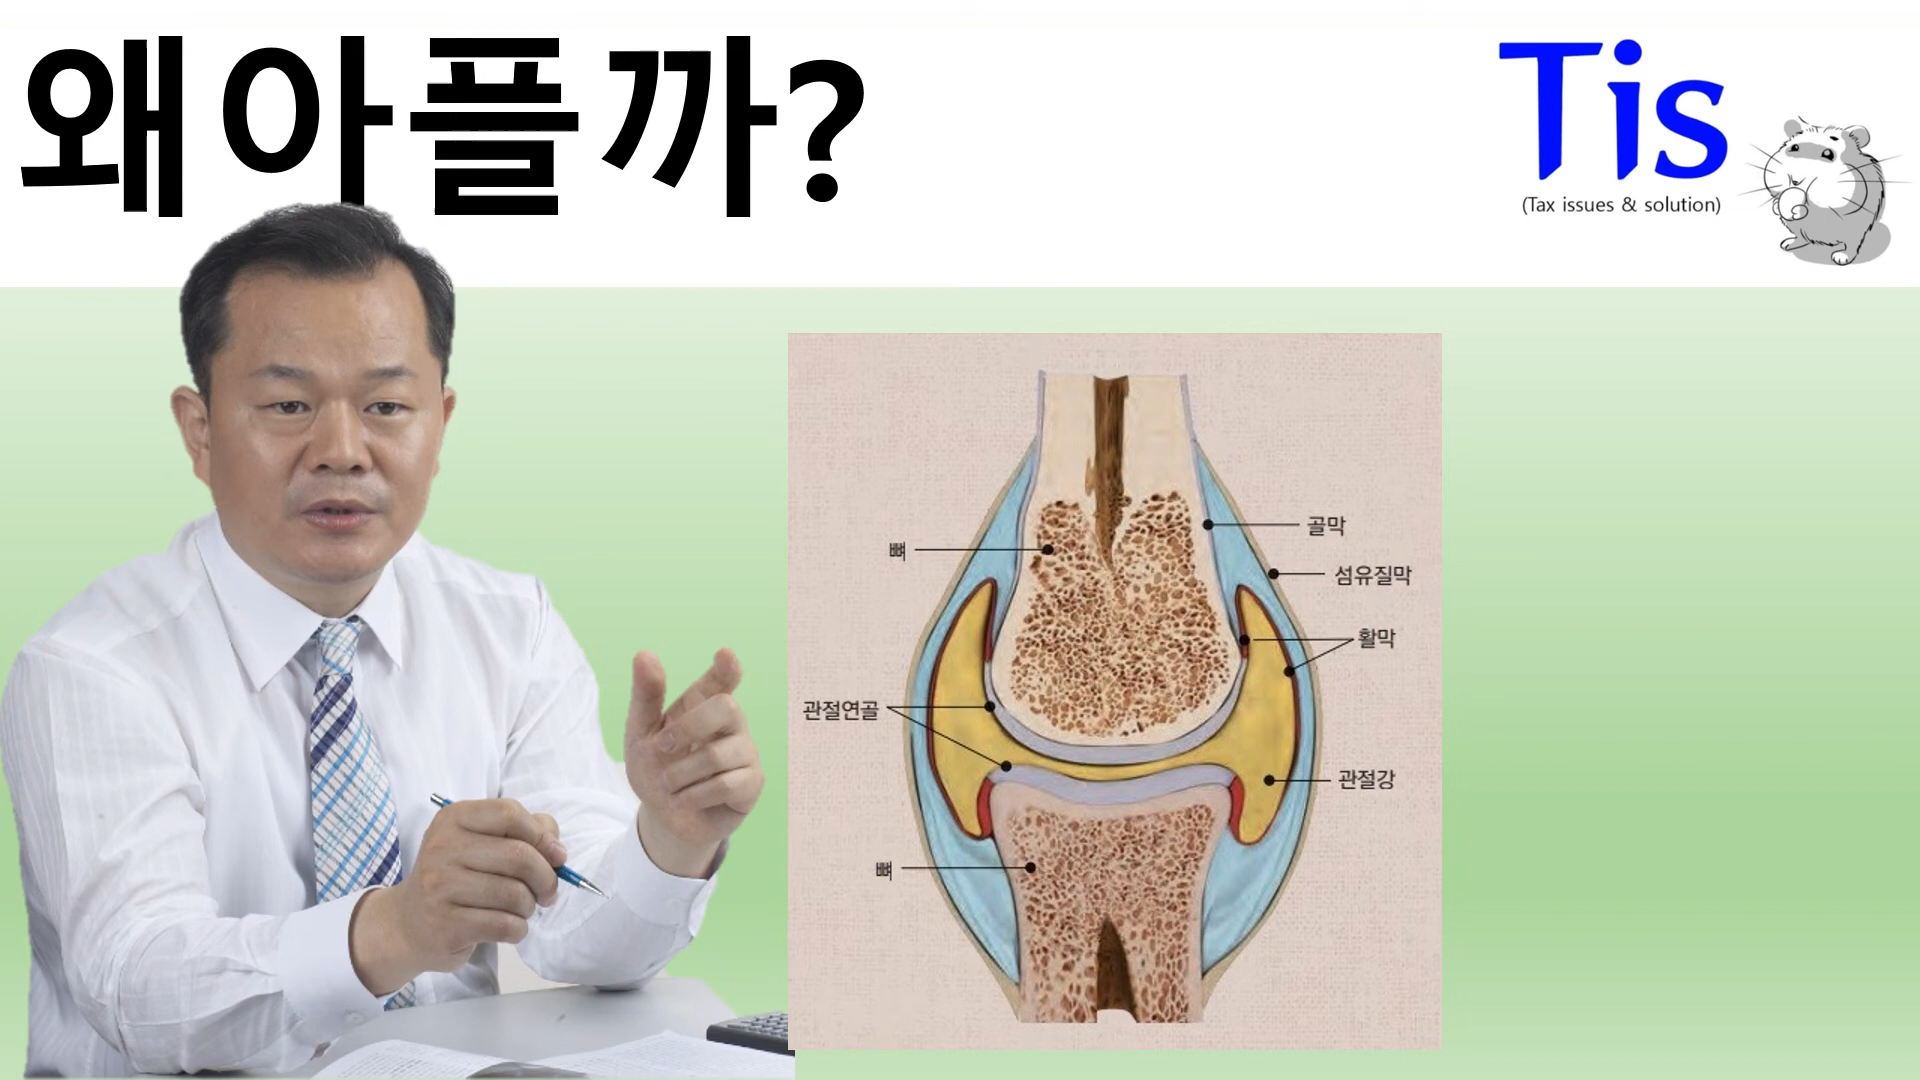 왜아플까?
Tis
(Tax issues & solution)
골막
뼈
섬유질막
활막
관절연골
관절강
뼈